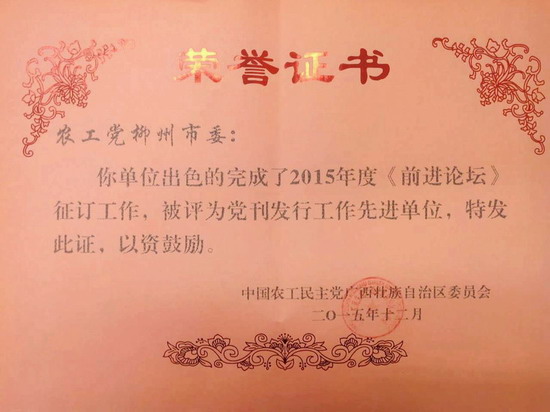 荣誉证书
农工党柳州市委：
你单位出色的完成了2015年度《前进论坛》
征订工作，被评为党刊发行工作先进单位，特发
此证，以资鼓励。
中国农工民主党广西壮族自治区委员会
二〇一五年十二月